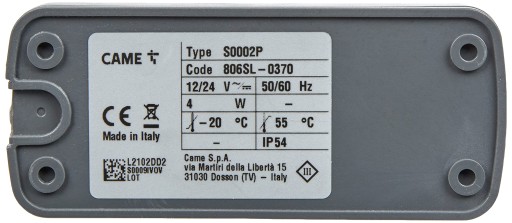 CAME
Type S0002P
Code 806SL-0370
12/24 V~⎓ 50/60 Hz
4 W –
-20 °C 55 °C
– IP54
CE
Made in Italy
L2102DD2
S0009IVOV
LOT
Came S.p.A.
via Martiri della Libertà 15
31030 Dosson (TV) – Italy
III